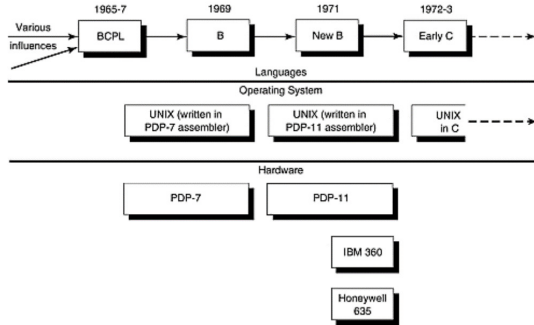 1965-7 1969 1971 1972-3
Various
influences
BCPL B New B Early C
Languages
Operating System
UNIX (written in
PDP-7 assembler)
UNIX (written in
PDP-11 assembler)
UNIX
in C
Hardware
PDP-7 PDP-11
IBM 360
Honeywell
635